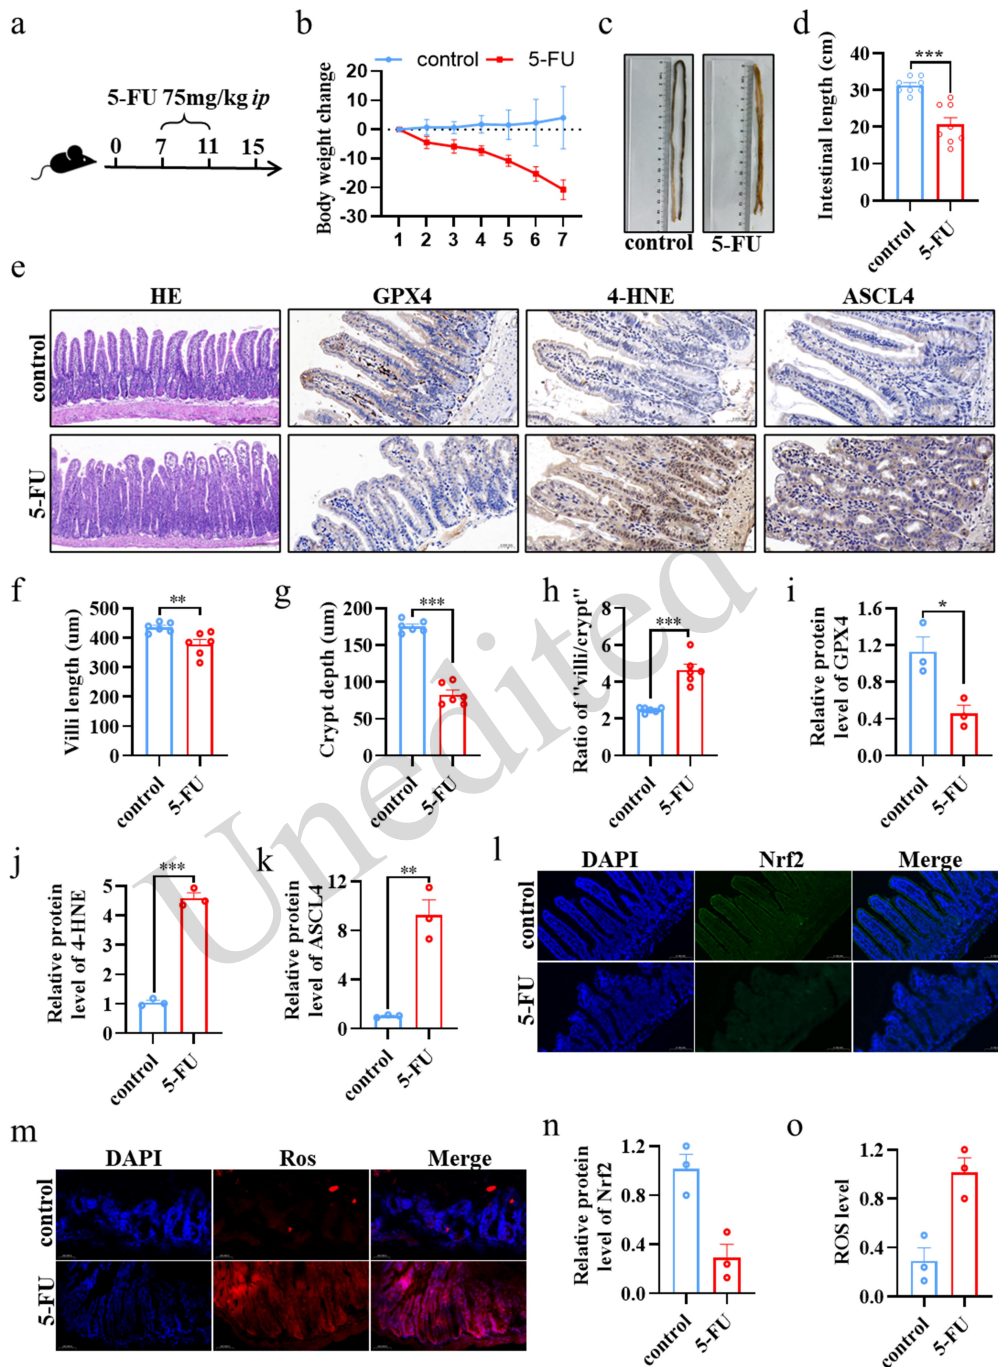 a
5-FU 75mg/kg ip
0 7 11 15
b
control 5-FU
Body weight change
20
10
0
-10
-20
-30
1 2 3 4 5 6 7
c
control 5-FU
d
Intestinal length (cm)
40
30
20
10
0
***
control 5-FU
e
HE GPX4 4-HNE ASCL4
control
5-FU
f
Villi length (um)
500
400
300
200
100
0
**
control 5-FU
g
Crypt depth (um)
200
150
100
50
0
***
control 5-FU
h
Ratio of "villi/crypt"
8
6
4
2
0
***
control 5-FU
i
Relative protein
level of GPX4
1.6
1.2
0.8
0.4
0.0
*
control 5-FU
j
Relative protein
level of 4-HNE
5
4
3
2
1
0
***
control 5-FU
k
Relative protein
level of ASCL4
12
8
4
0
**
control 5-FU
l
DAPI Nrf2 Merge
control
5-FU
m
DAPI Ros Merge
control
5-FU
n
Relative protein
level of Nrf2
1.2
0.8
0.4
0.0
control 5-FU
o
ROS level
1.2
0.8
0.4
0.0
control 5-FU
Unedited